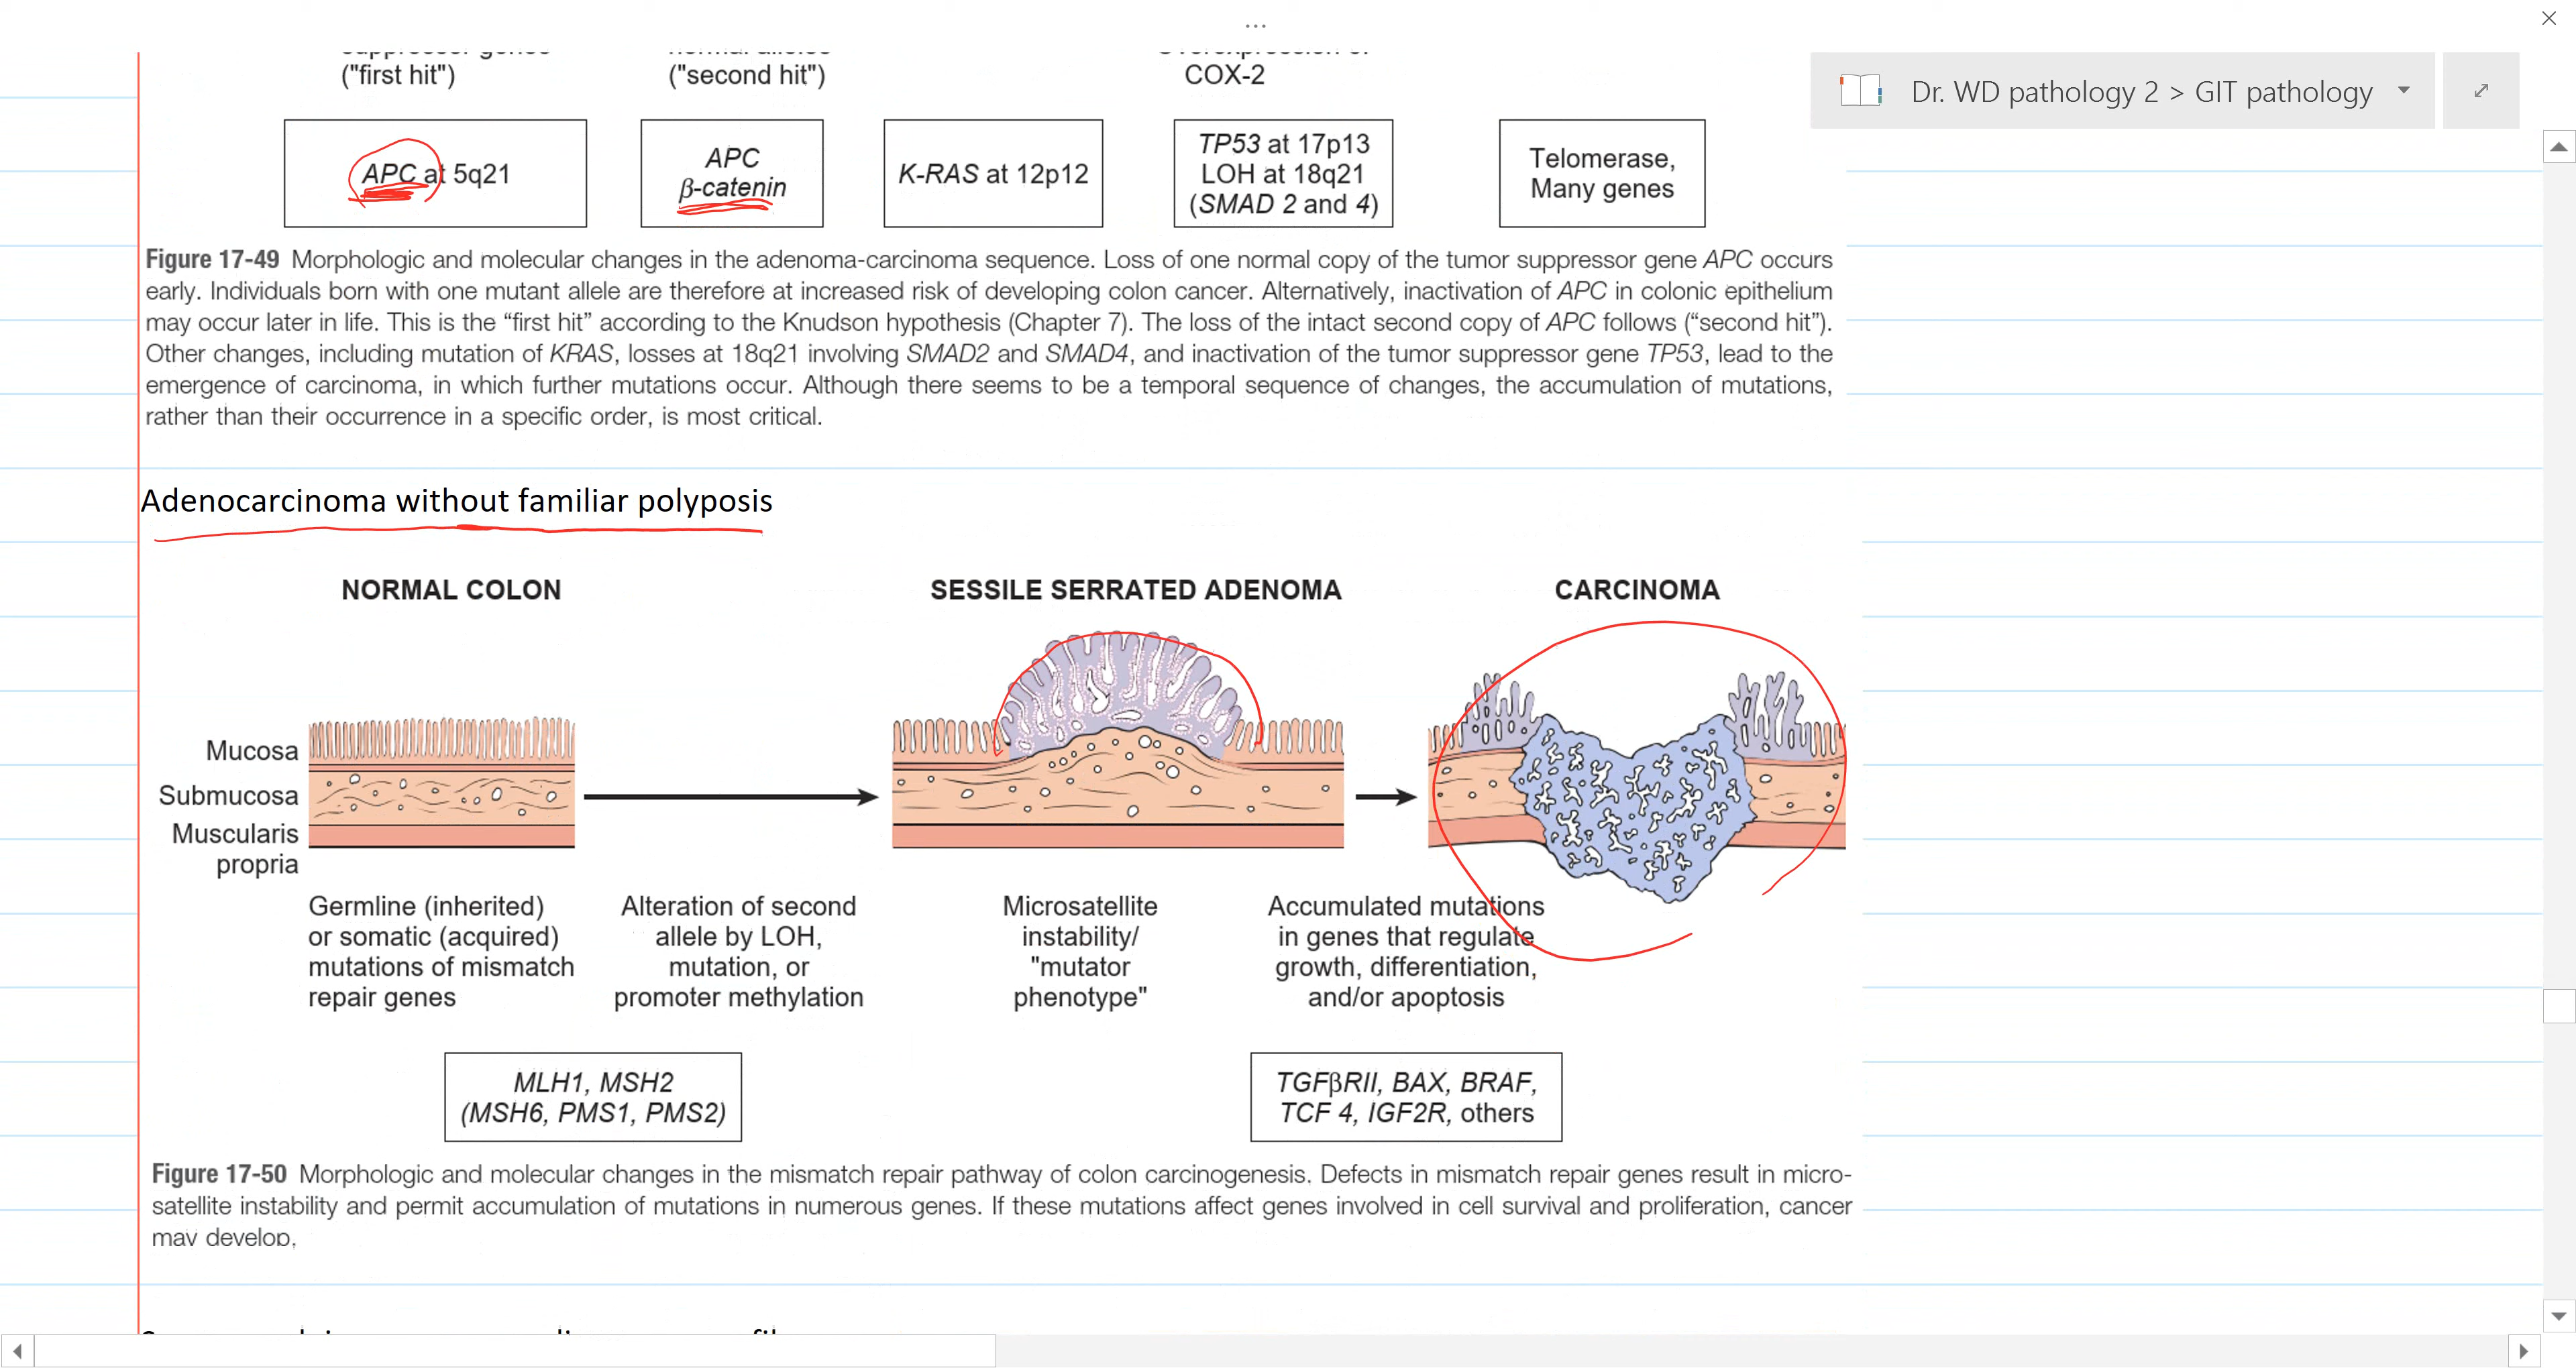 ...
Dr. WD pathology 2 > GIT pathology
("first hit")
("second hit")
COX-2
APC at 5q21
APC
β-catenin
K-RAS at 12p12
TP53 at 17p13
LOH at 18q21
(SMAD 2 and 4)
Telomerase,
Many genes
Figure 17-49 Morphologic and molecular changes in the adenoma-carcinoma sequence. Loss of one normal copy of the tumor suppressor gene APC occurs
early. Individuals born with one mutant allele are therefore at increased risk of developing colon cancer. Alternatively, inactivation of APC in colonic epithelium
may occur later in life. This is the “first hit” according to the Knudson hypothesis (Chapter 7). The loss of the intact second copy of APC follows (“second hit”).
Other changes, including mutation of KRAS, losses at 18q21 involving SMAD2 and SMAD4, and inactivation of the tumor suppressor gene TP53, lead to the
emergence of carcinoma, in which further mutations occur. Although there seems to be a temporal sequence of changes, the accumulation of mutations,
rather than their occurrence in a specific order, is most critical.
Adenocarcinoma without familiar polyposis
NORMAL COLON
SESSILE SERRATED ADENOMA
CARCINOMA
Mucosa
Submucosa
Muscularis
propria
Germline (inherited)
or somatic (acquired)
mutations of mismatch
repair genes
Alteration of second
allele by LOH,
mutation, or
promoter methylation
Microsatellite
instability/
"mutator
phenotype"
Accumulated mutations
in genes that regulate
growth, differentiation,
and/or apoptosis
MLH1, MSH2
(MSH6, PMS1, PMS2)
TGFβRII, BAX, BRAF,
TCF 4, IGF2R, others
Figure 17-50 Morphologic and molecular changes in the mismatch repair pathway of colon carcinogenesis. Defects in mismatch repair genes result in micro-
satellite instability and permit accumulation of mutations in numerous genes. If these mutations affect genes involved in cell survival and proliferation, cancer
may develop.